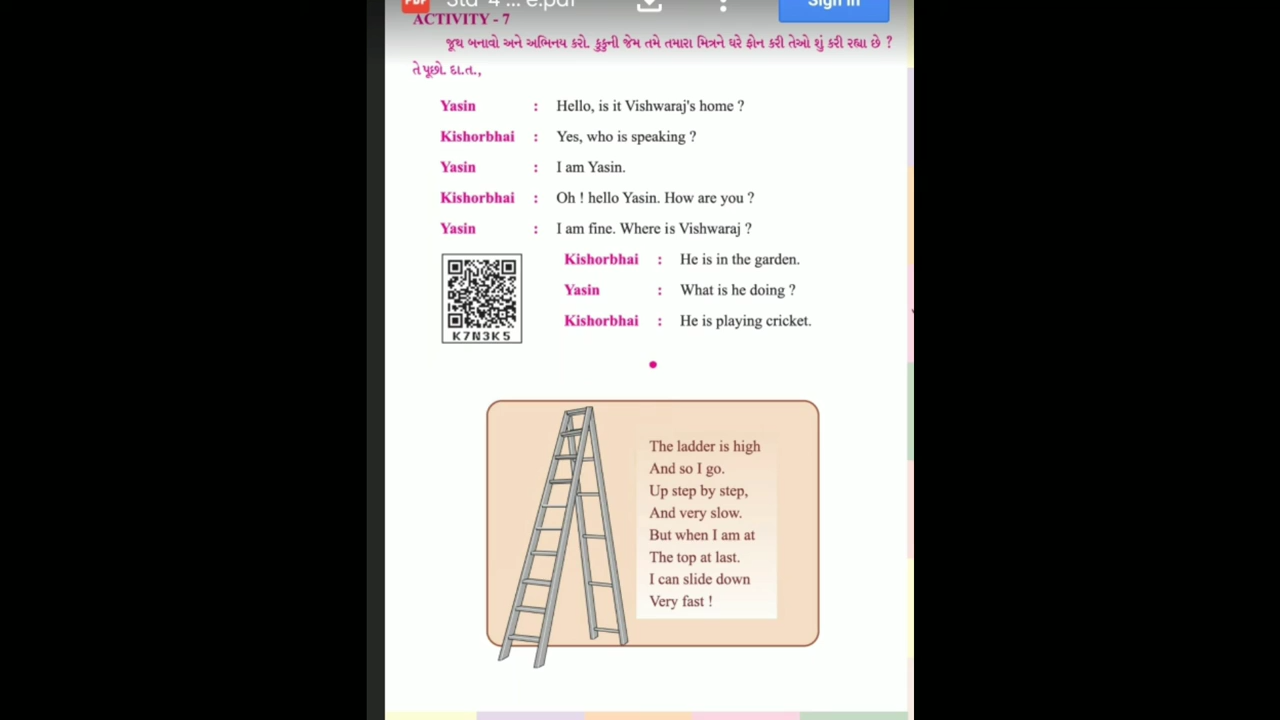 PDF Std 4 ... e.pdf Sign in
ACTIVITY - 7
જૂથ બનાવો અને અભિનય કરો. કુકુની જેમ તમે તમારા મિત્રને ઘરે ફોન કરી તેઓ શું કરી રહ્યા છે ?
તે પૂછો. દા.ત.,
Yasin : Hello, is it Vishwaraj's home ?
Kishorbhai : Yes, who is speaking ?
Yasin : I am Yasin.
Kishorbhai : Oh ! hello Yasin. How are you ?
Yasin : I am fine. Where is Vishwaraj ?
Kishorbhai : He is in the garden.
Yasin : What is he doing ?
Kishorbhai : He is playing cricket.
K7N3K5
The ladder is high
And so I go.
Up step by step,
And very slow.
But when I am at
The top at last.
I can slide down
Very fast !